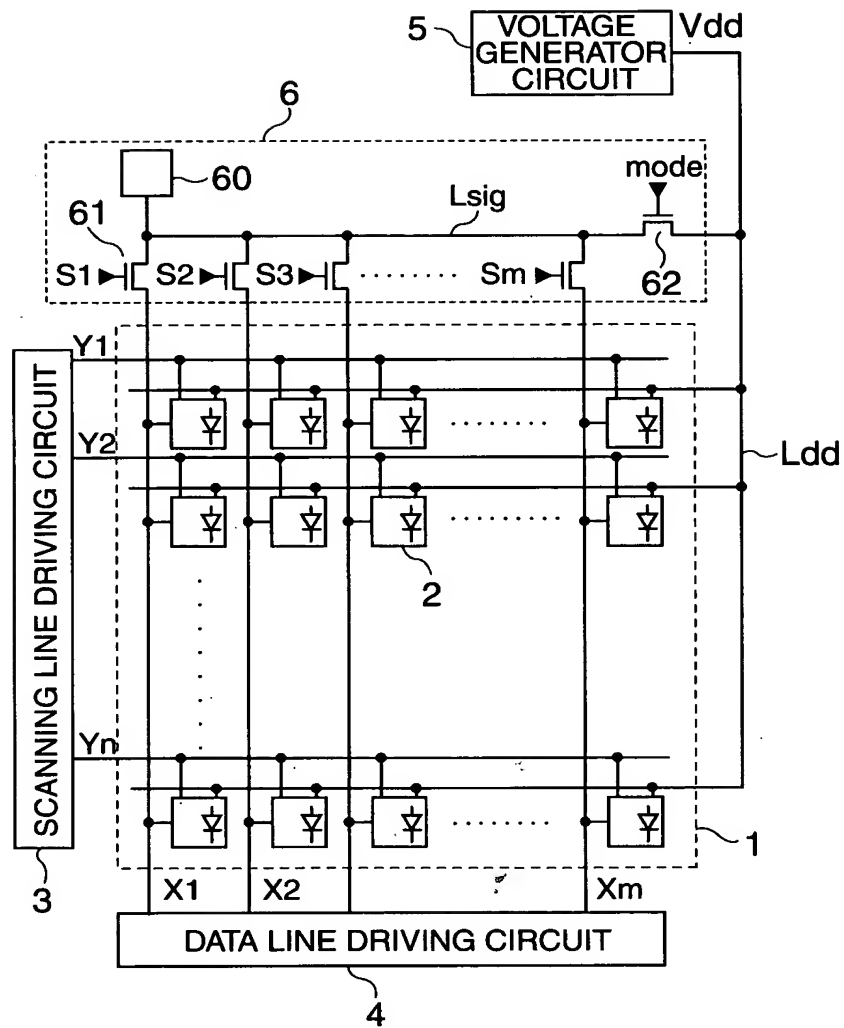 5
VOLTAGE
GENERATOR
CIRCUIT
Vdd
6
60
mode
61
Lsig
62
S1
S2
S3
Sm
Y1
Y2
Ldd
2
SCANNING LINE DRIVING CIRCUIT
Yn
1
3
X1
X2
Xm
DATA LINE DRIVING CIRCUIT
4